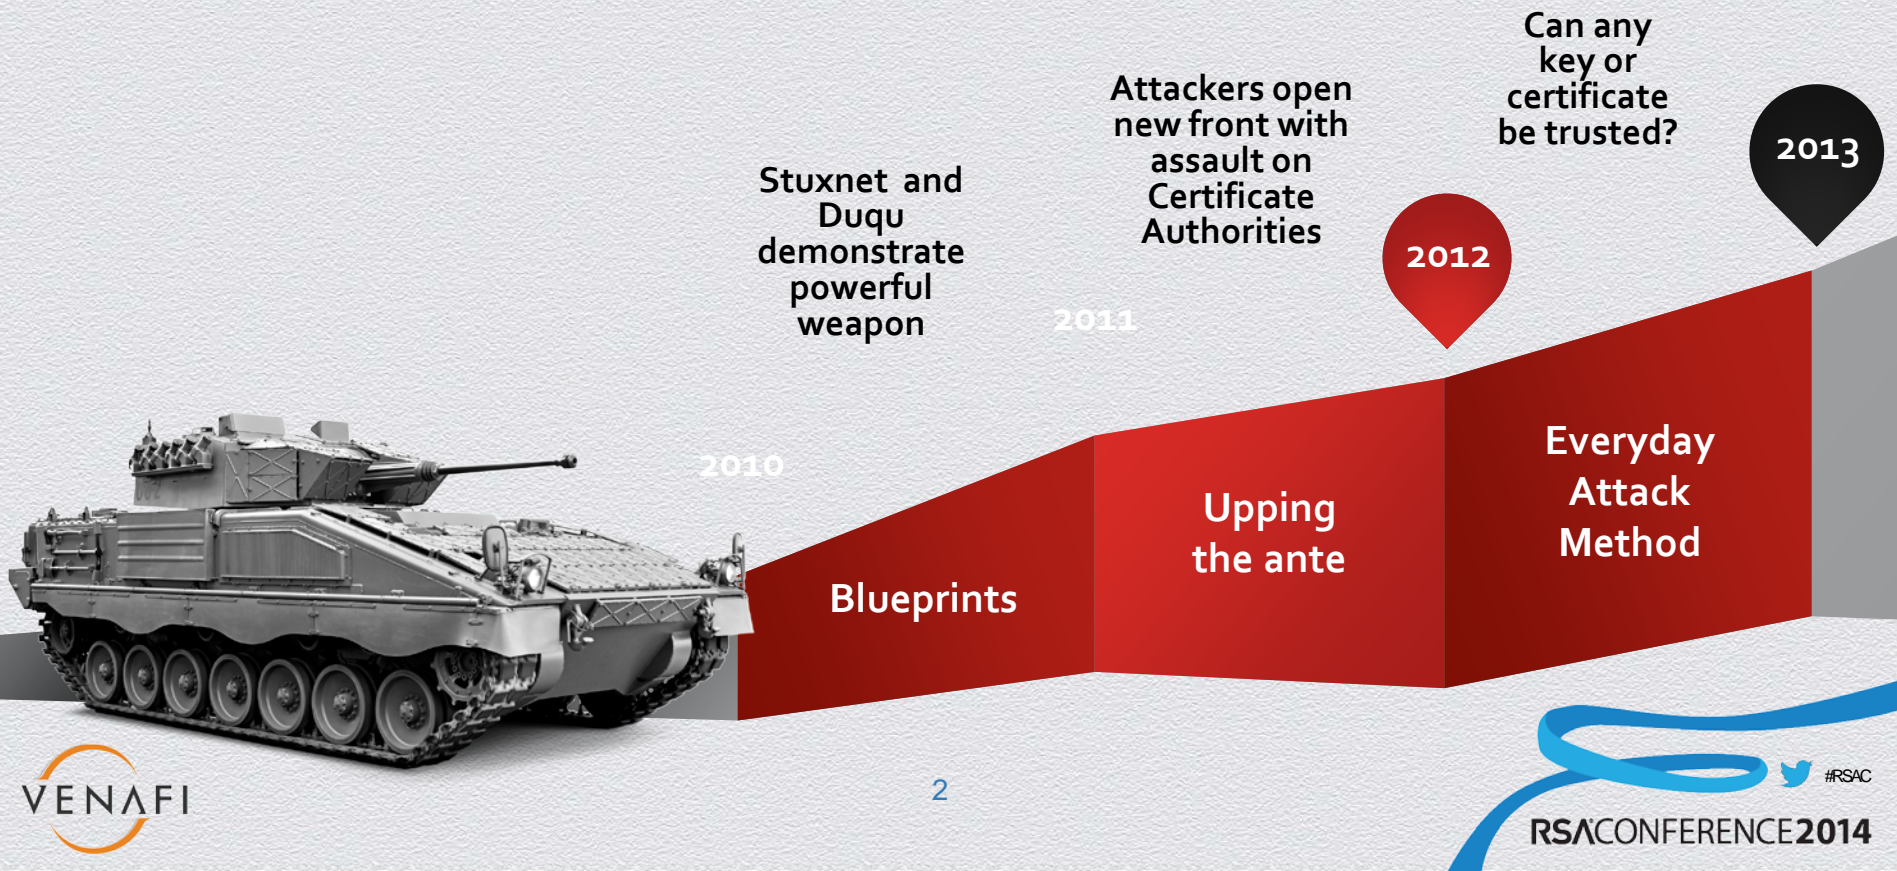 Can any
key or
certificate
be trusted?
2013
Attackers open
new front with
assault on
Certificate
Authorities
2012
Stuxnet and
Duqu
demonstrate
powerful
weapon
2011
2010
Everyday
Attack
Method
Upping
the ante
Blueprints
VENAFI
2
#RSAC
RSACONFERENCE2014